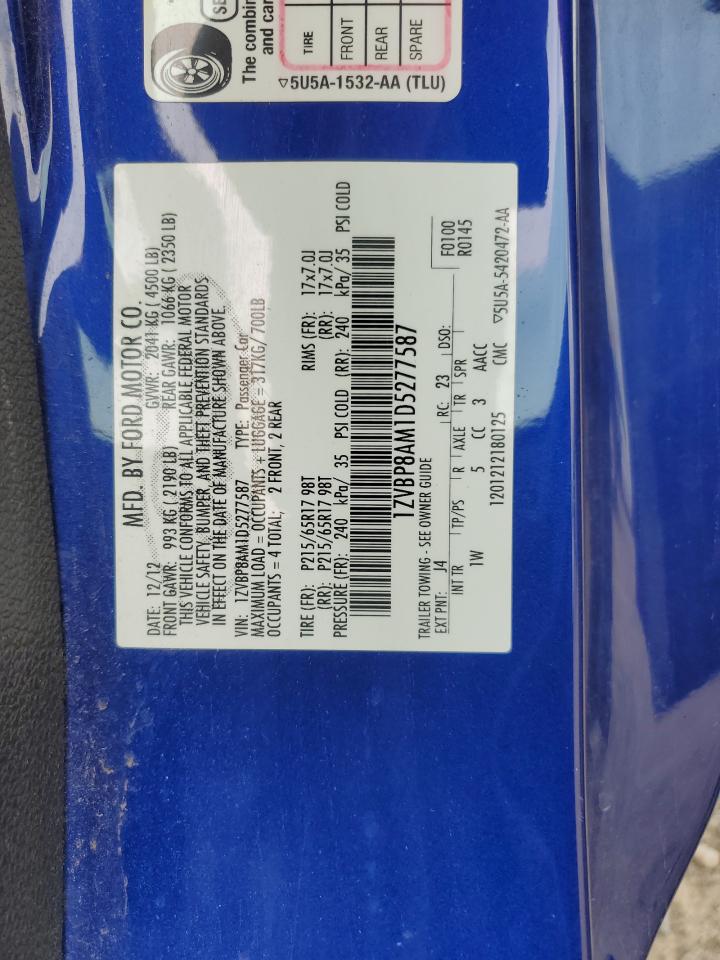 SE
The combin
and car
TIRE
FRONT
REAR
SPARE
▽5U5A-1532-AA (TLU)
MFD. BY FORD MOTOR CO.
DATE: 12/12 GVWR: 2041 KG ( 4500 LB)
FRONT GAWR: 993 KG ( 2190 LB) REAR GAWR: 1066 KG ( 2350 LB)
THIS VEHICLE CONFORMS TO ALL APPLICABLE FEDERAL MOTOR
VEHICLE SAFETY, BUMPER, AND THEFT PREVENTION STANDARDS
IN EFFECT ON THE DATE OF MANUFACTURE SHOWN ABOVE.
VIN: 1ZVBP8AM1D5277587 TYPE: Passenger Car
MAXIMUM LOAD = OCCUPANTS + LUGGAGE = 317KG/ 700LB
OCCUPANTS = 4 TOTAL; 2 FRONT, 2 REAR
TIRE (FR): P215/65R17 98T RIMS (FR): 17x7.0J
(RR): P215/65R17 98T (RR): 17x7.0J
PRESSURE (FR): 240 kPa/ 35 PSI COLD (RR): 240 kPa/ 35 PSI COLD
1ZVBP8AM1D5277587
TRAILER TOWING - SEE OWNER GUIDE F0100
EXT PNT: J4 RC: 23 DSO: R0145
INT TR TP/PS R AXLE TR SPR
1W 5 CC 3 AACC
1201212180125 CMC ▽5U5A-5420472-AA